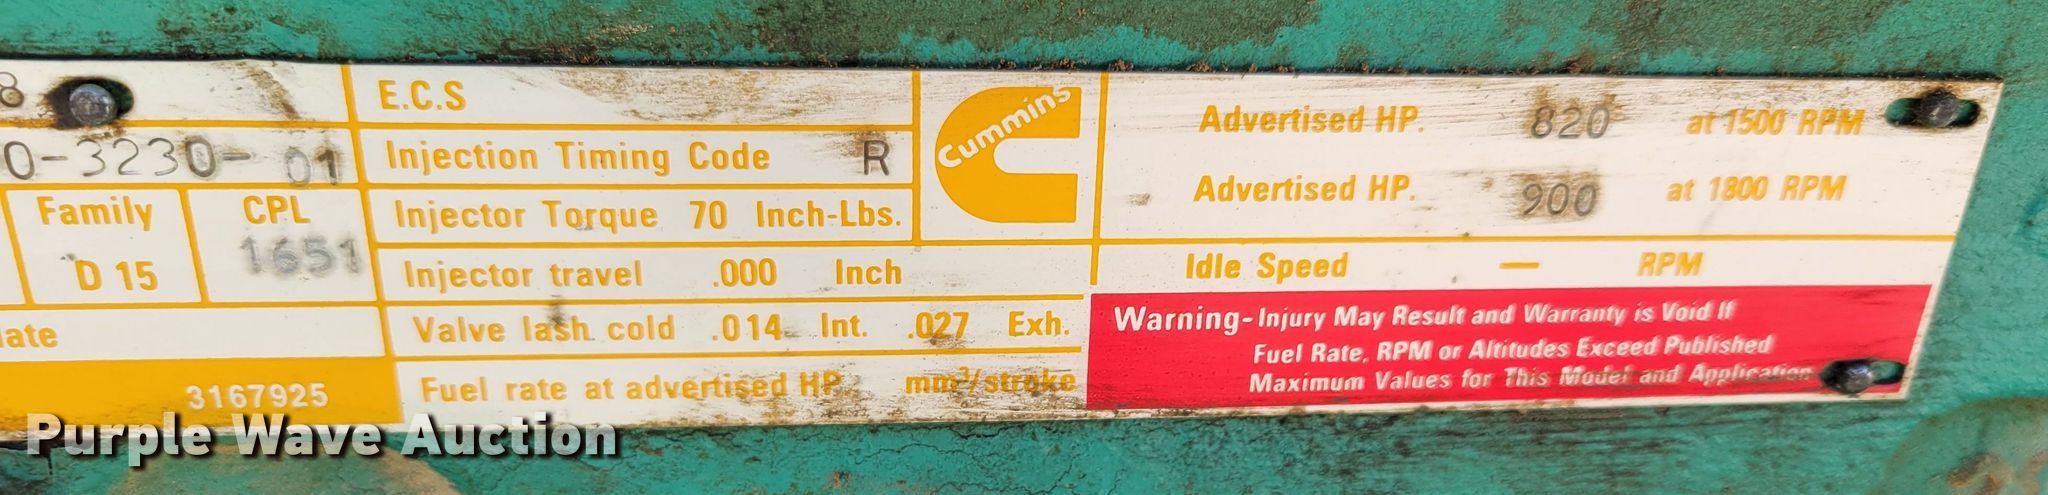 8
E.C.S
Cummins
Advertised HP. 820 at 1500 RPM
0-3230-01
Injection Timing Code R
Advertised HP. 900 at 1800 RPM
Family CPL
D 15 1651
Injector Torque 70 Inch-Lbs.
Injector travel .000 Inch
Idle Speed — RPM
Valve lash cold .014 Int. .027 Exh.
Warning-Injury May Result and Warranty is Void If
Fuel Rate, RPM or Altitudes Exceed Published
Maximum Values for This Model and Application
ate
3167925
Fuel rate at advertised HP. mm³/stroke
Purple Wave Auction